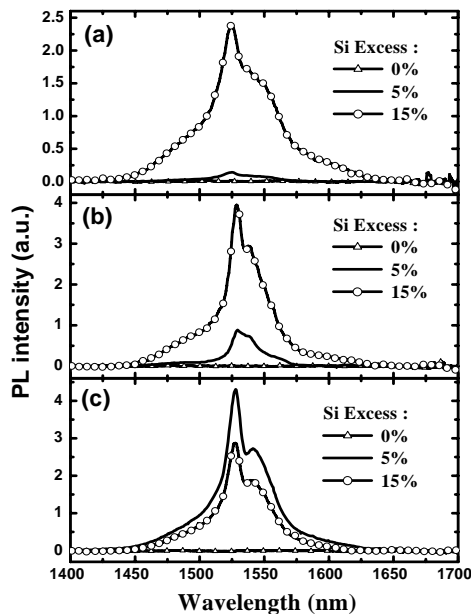 (a)
Si Excess :
0%
5%
15%
2.5
2.0
1.5
1.0
0.5
0.0
(b)
Si Excess :
0%
5%
15%
4
3
2
1
0
PL intensity (a.u.)
(c)
Si Excess :
0%
5%
15%
4
3
2
1
0
1400 1450 1500 1550 1600 1650 1700
Wavelength (nm)